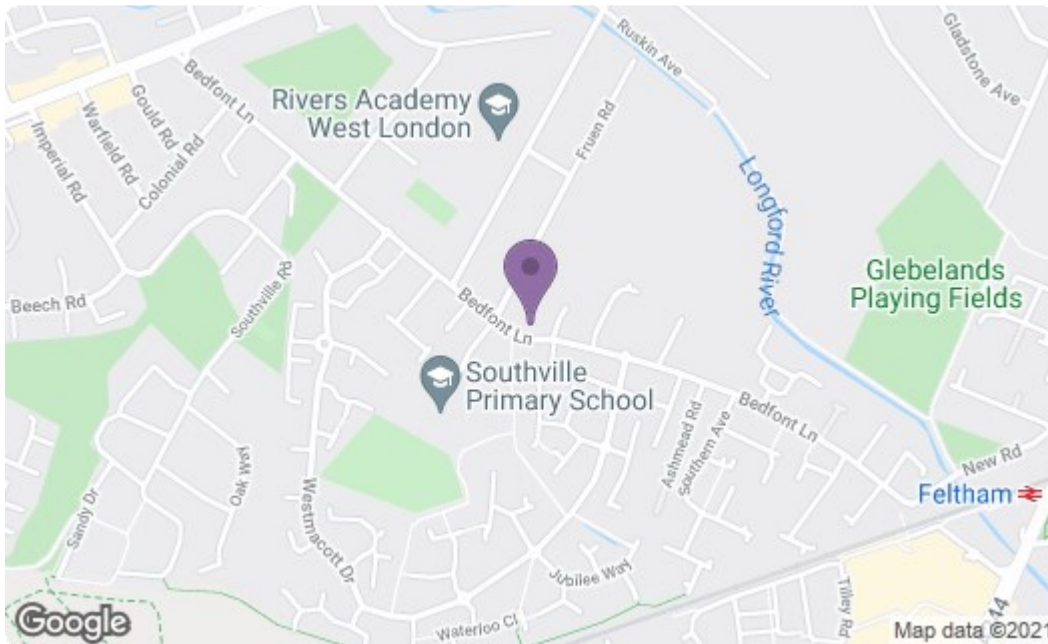 Bedfont Ln
Gould Rd
Warfield Rd
Imperial Rd
Colonial Rd
Rivers Academy
West London
Ruskin Ave
Fruen Rd
Gladstone Ave
Longford River
Glebelands
Playing Fields
Beech Rd
Southville Rd
Bedfont Ln
Southville
Primary School
Bedfont Ln
Ashmead Rd
Southern Ave
New Rd
Feltham
Oak Way
Sandy Dr
Westmacott Dr
Jubilee Way
Waterloo Cl
Tilley Rd
Google
Map data ©2021